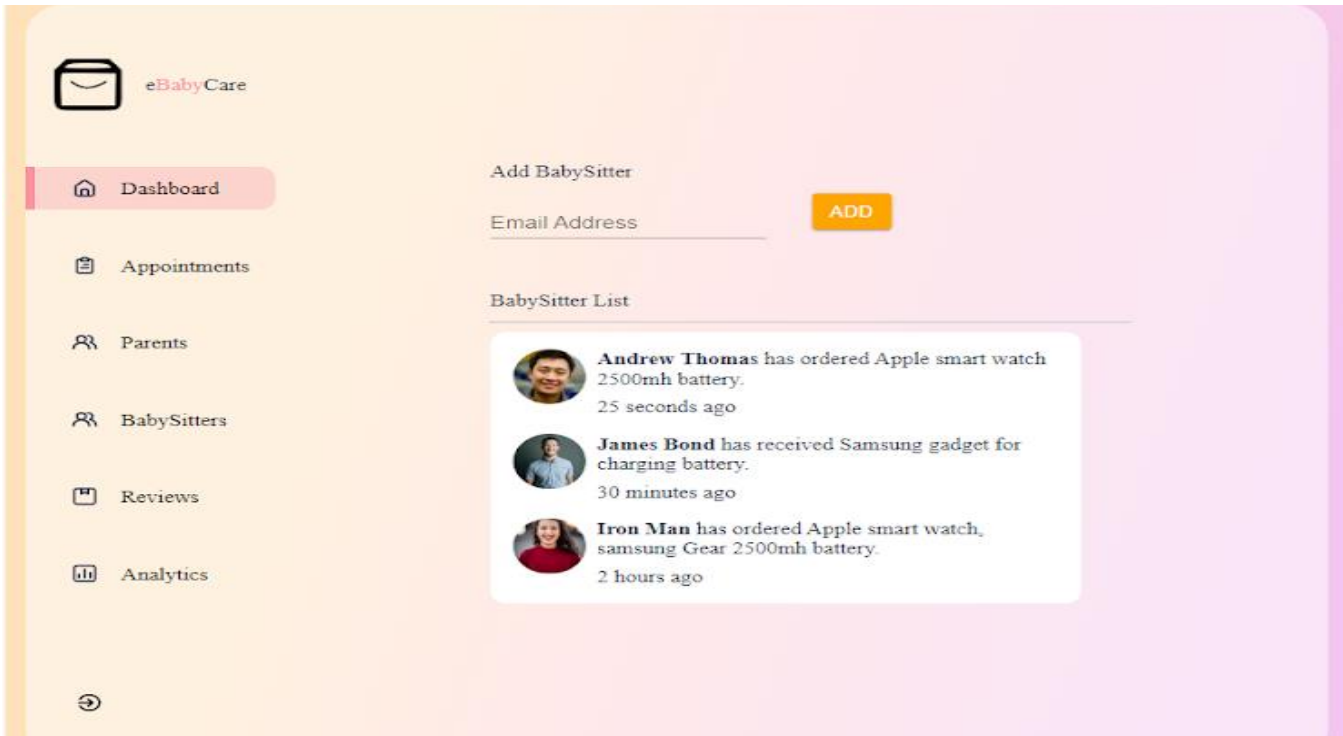 eBabyCare
Dashboard
Appointments
Parents
BabySitters
Reviews
Analytics
Add BabySitter
Email Address
ADD
BabySitter List
Andrew Thomas has ordered Apple smart watch
2500mh battery.
25 seconds ago
James Bond has received Samsung gadget for
charging battery.
30 minutes ago
Iron Man has ordered Apple smart watch,
samsung Gear 2500mh battery.
2 hours ago